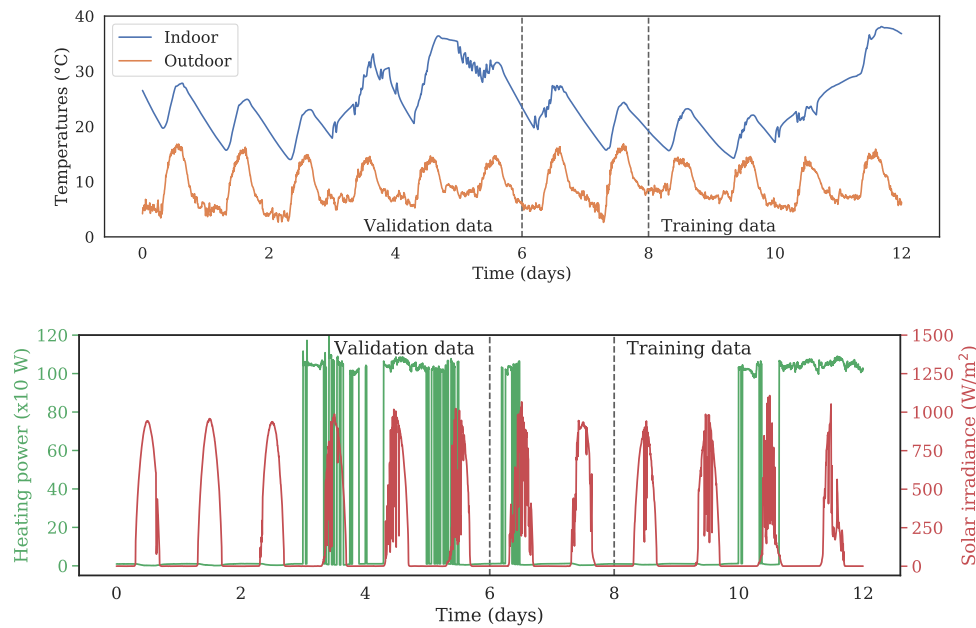 40
30
20
10
0
Temperatures (°C)
Indoor
Outdoor
Validation data
Training data
0 2 4 6 8 10 12
Time (days)
120
100
80
60
40
20
0
Heating power (x10 W)
Validation data
Training data
1500
1250
1000
750
500
250
0
Solar irradiance (W/m²)
0 2 4 6 8 10 12
Time (days)